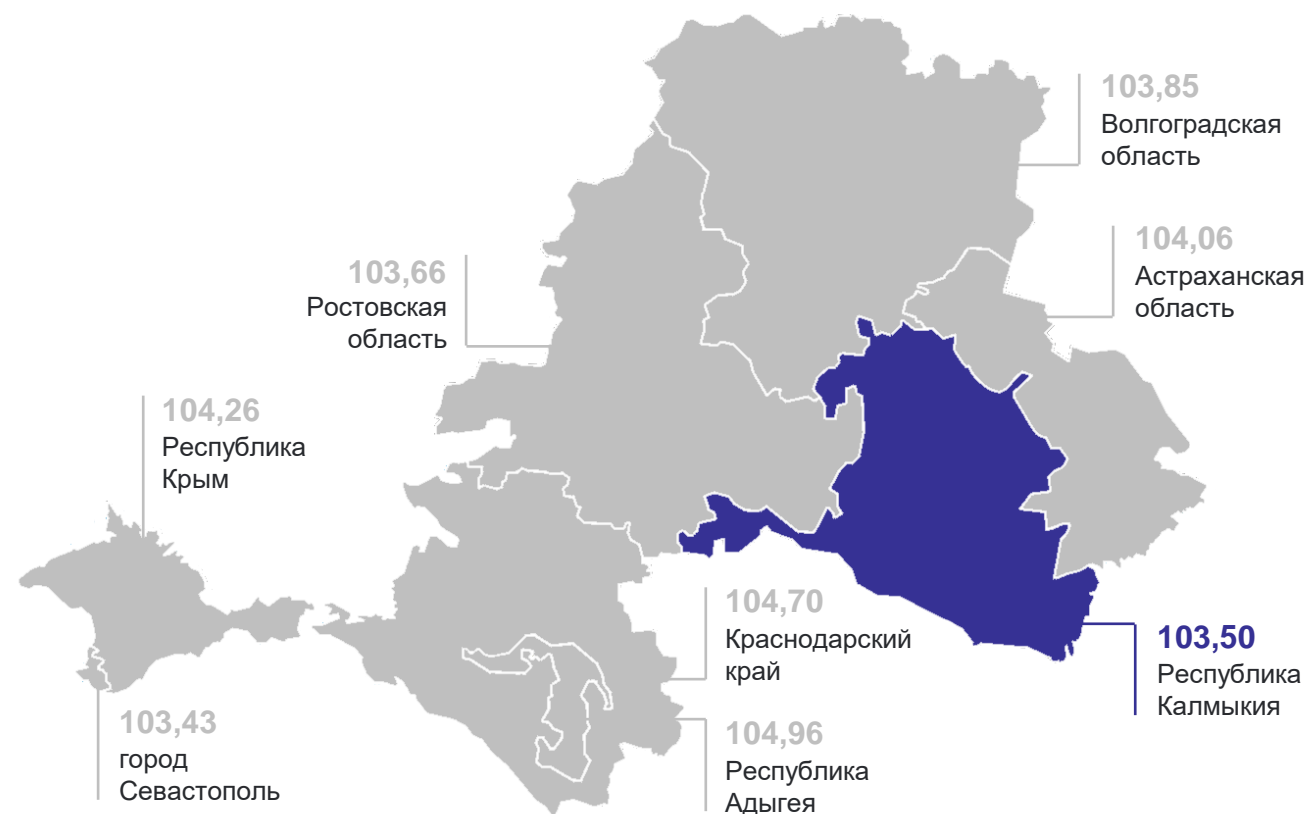 103,85
Волгоградская
область
104,06
Астраханская
область
103,66
Ростовская
область
104,26
Республика
Крым
104,70
Краснодарский
край
103,50
Республика
Калмыкия
103,43
город
Севастополь
104,96
Республика
Адыгея